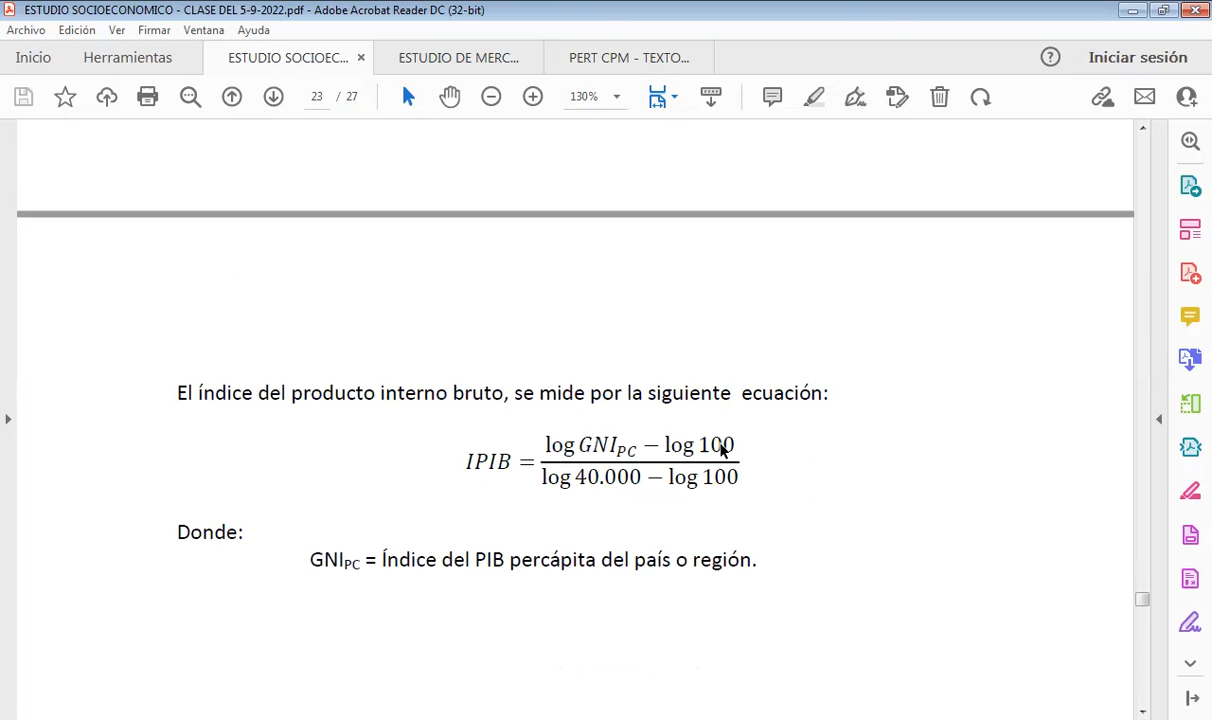 ESTUDIO SOCIOECONOMICO - CLASE DEL 5-9-2022.pdf - Adobe Acrobat Reader DC (32-bit)
Archivo Edición Ver Firmar Ventana Ayuda
Inicio Herramientas ESTUDIO SOCIOEC... × ESTUDIO DE MERC... PERT CPM - TEXTO... ? Iniciar sesión
23 / 27 130%
El índice del producto interno bruto, se mide por la siguiente ecuación:
log GNI_PC − log 100
IPIB =
log 40.000 − log 100
Donde:
GNI_PC = Índice del PIB percápita del país o región.